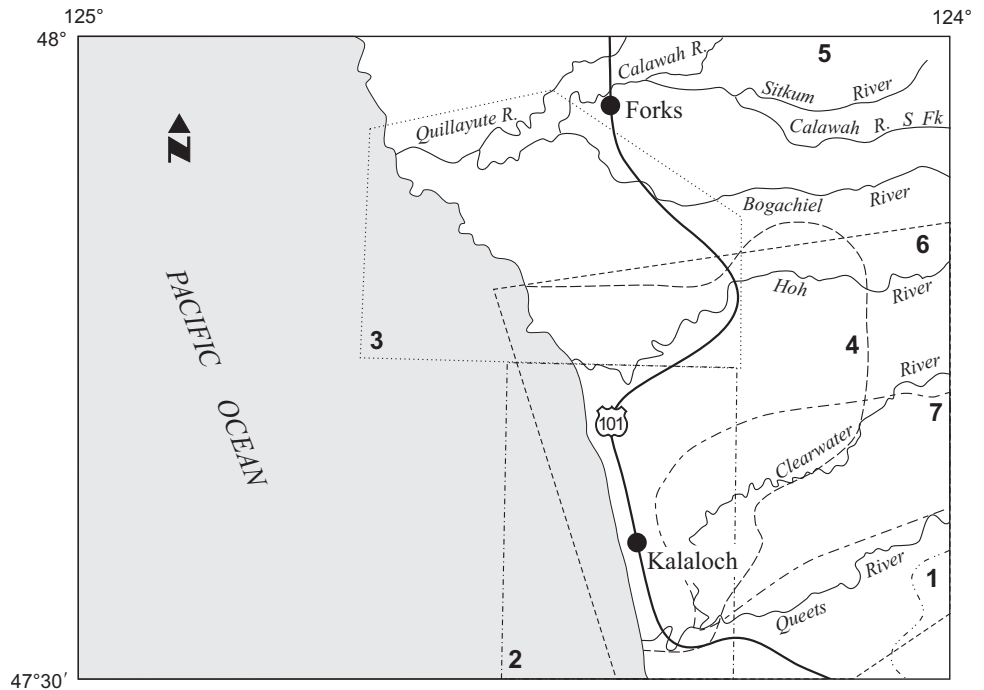 125°
124°
48°
Calawah R.
5
Sitkum River
Quillayute R.
Forks
Calawah R. S Fk
N
Bogachiel River
6
PACIFIC OCEAN
Hoh River
3
4
River
101
7
Clearwater
Kalaloch
River
1
Queets
2
47°30′